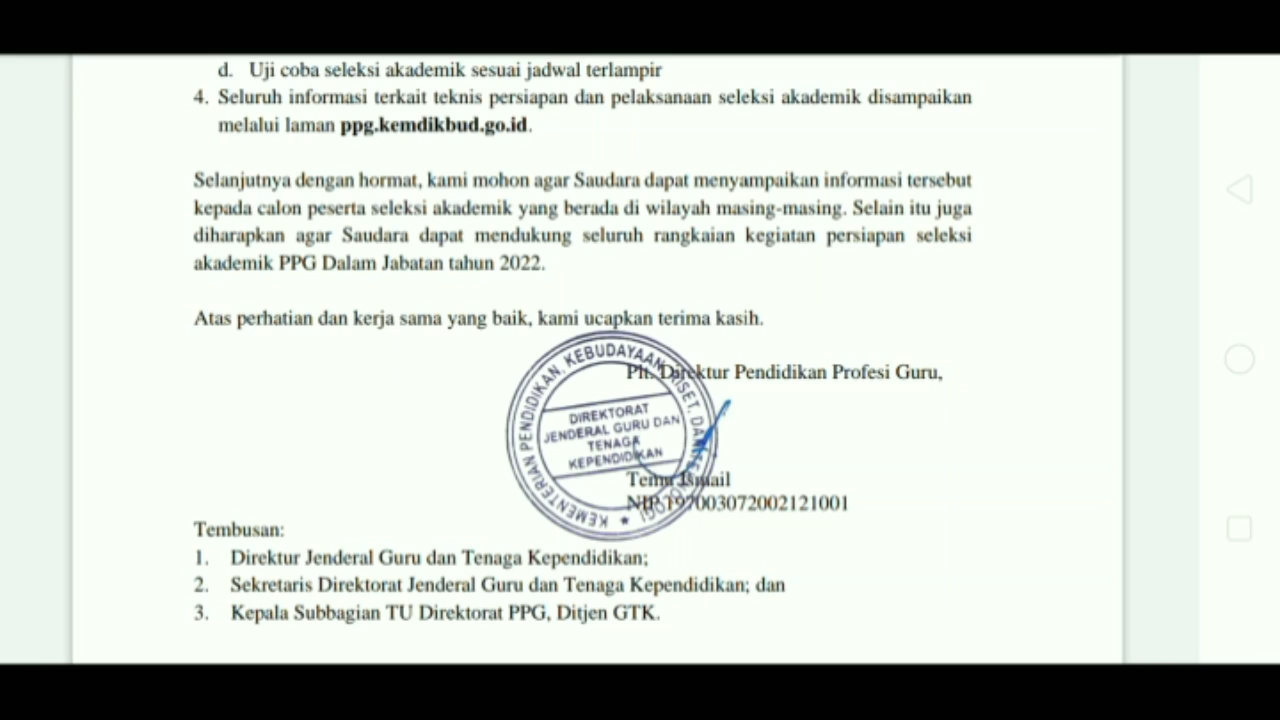 d. Uji coba seleksi akademik sesuai jadwal terlampir
4. Seluruh informasi terkait teknis persiapan dan pelaksanaan seleksi akademik disampaikan
melalui laman ppg.kemdikbud.go.id.
Selanjutnya dengan hormat, kami mohon agar Saudara dapat menyampaikan informasi tersebut
kepada calon peserta seleksi akademik yang berada di wilayah masing-masing. Selain itu juga
diharapkan agar Saudara dapat mendukung seluruh rangkaian kegiatan persiapan seleksi
akademik PPG Dalam Jabatan tahun 2022.
Atas perhatian dan kerja sama yang baik, kami ucapkan terima kasih.
Plt. Direktur Pendidikan Profesi Guru,
KEMENTERIAN PENDIDIKAN, KEBUDAYAAN, RISET, DAN
DIREKTORAT
JENDERAL GURU DAN
TENAGA
KEPENDIDIKAN
Temu Ismail
NIP 197003072002121001
Tembusan:
1. Direktur Jenderal Guru dan Tenaga Kependidikan;
2. Sekretaris Direktorat Jenderal Guru dan Tenaga Kependidikan; dan
3. Kepala Subbagian TU Direktorat PPG, Ditjen GTK.